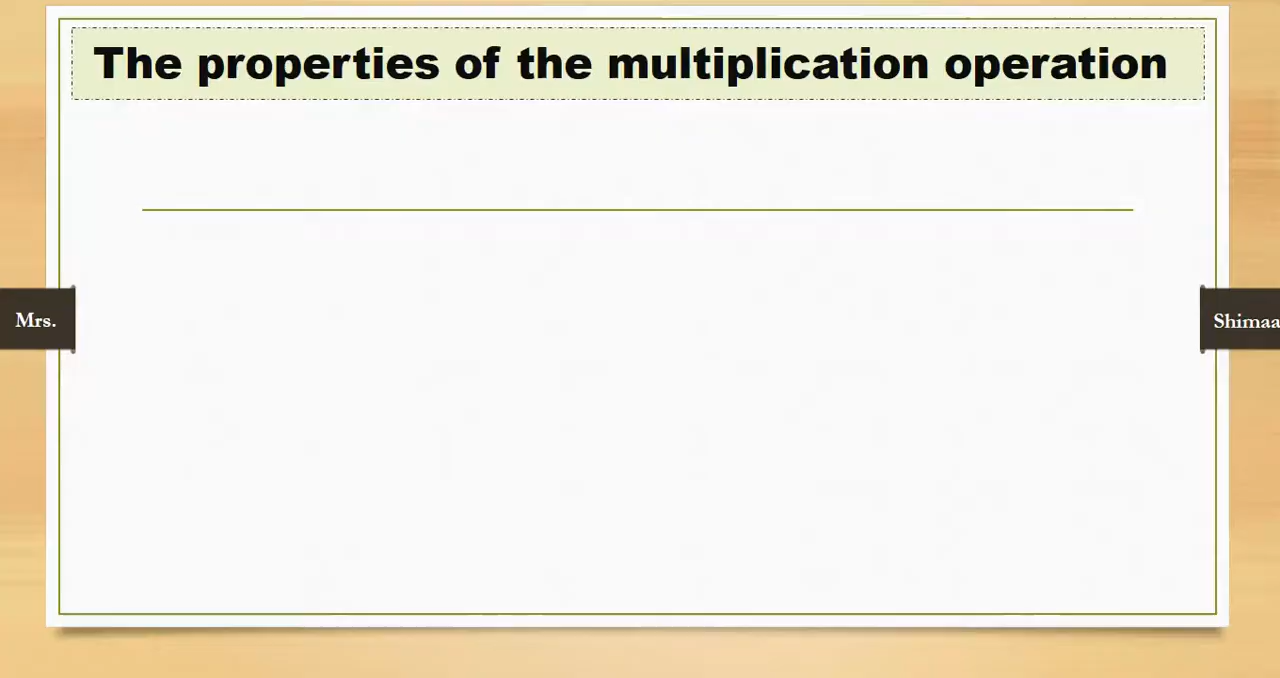 The properties of the multiplication operation
Mrs.
Shimaa